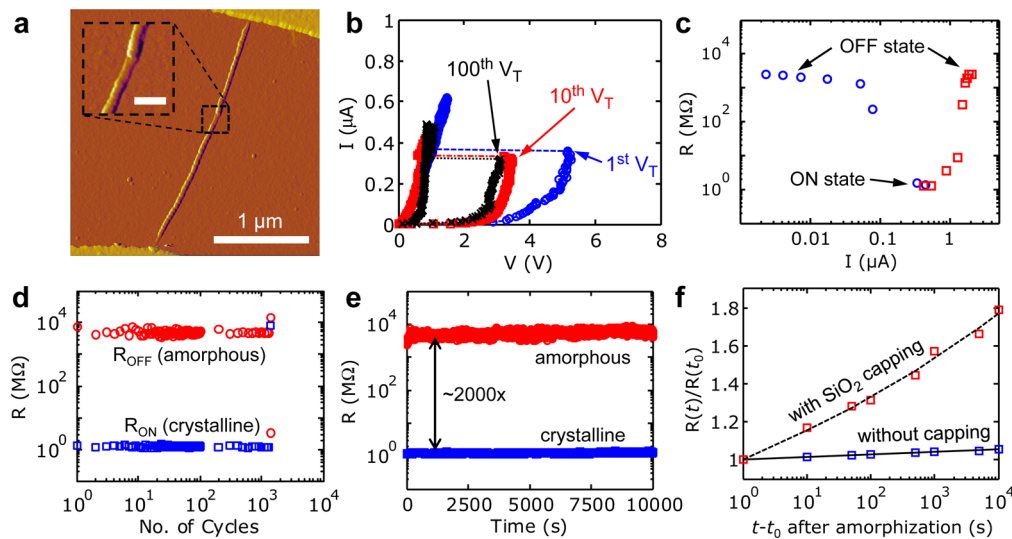 a
1 µm
b
I (µA)
1
0.8
0.6
0.4
0.2
0
0 2 4 6 8
V (V)
100th VT
10th VT
1st VT
c
R (MΩ)
10^4
10^2
10^0
0.01 0.1 1
I (µA)
OFF state
ON state
d
R (MΩ)
10^4
10^2
10^0
10^0 10^1 10^2 10^3 10^4
No. of Cycles
ROFF (amorphous)
RON (crystalline)
e
R (MΩ)
10^4
10^2
10^0
0 2500 5000 7500 10000
Time (s)
amorphous
~2000x
crystalline
f
R(t)/R(t0)
1.8
1.6
1.4
1.2
1
10^1 10^2 10^3 10^4
t-t0 after amorphization (s)
with SiO2 capping
without capping